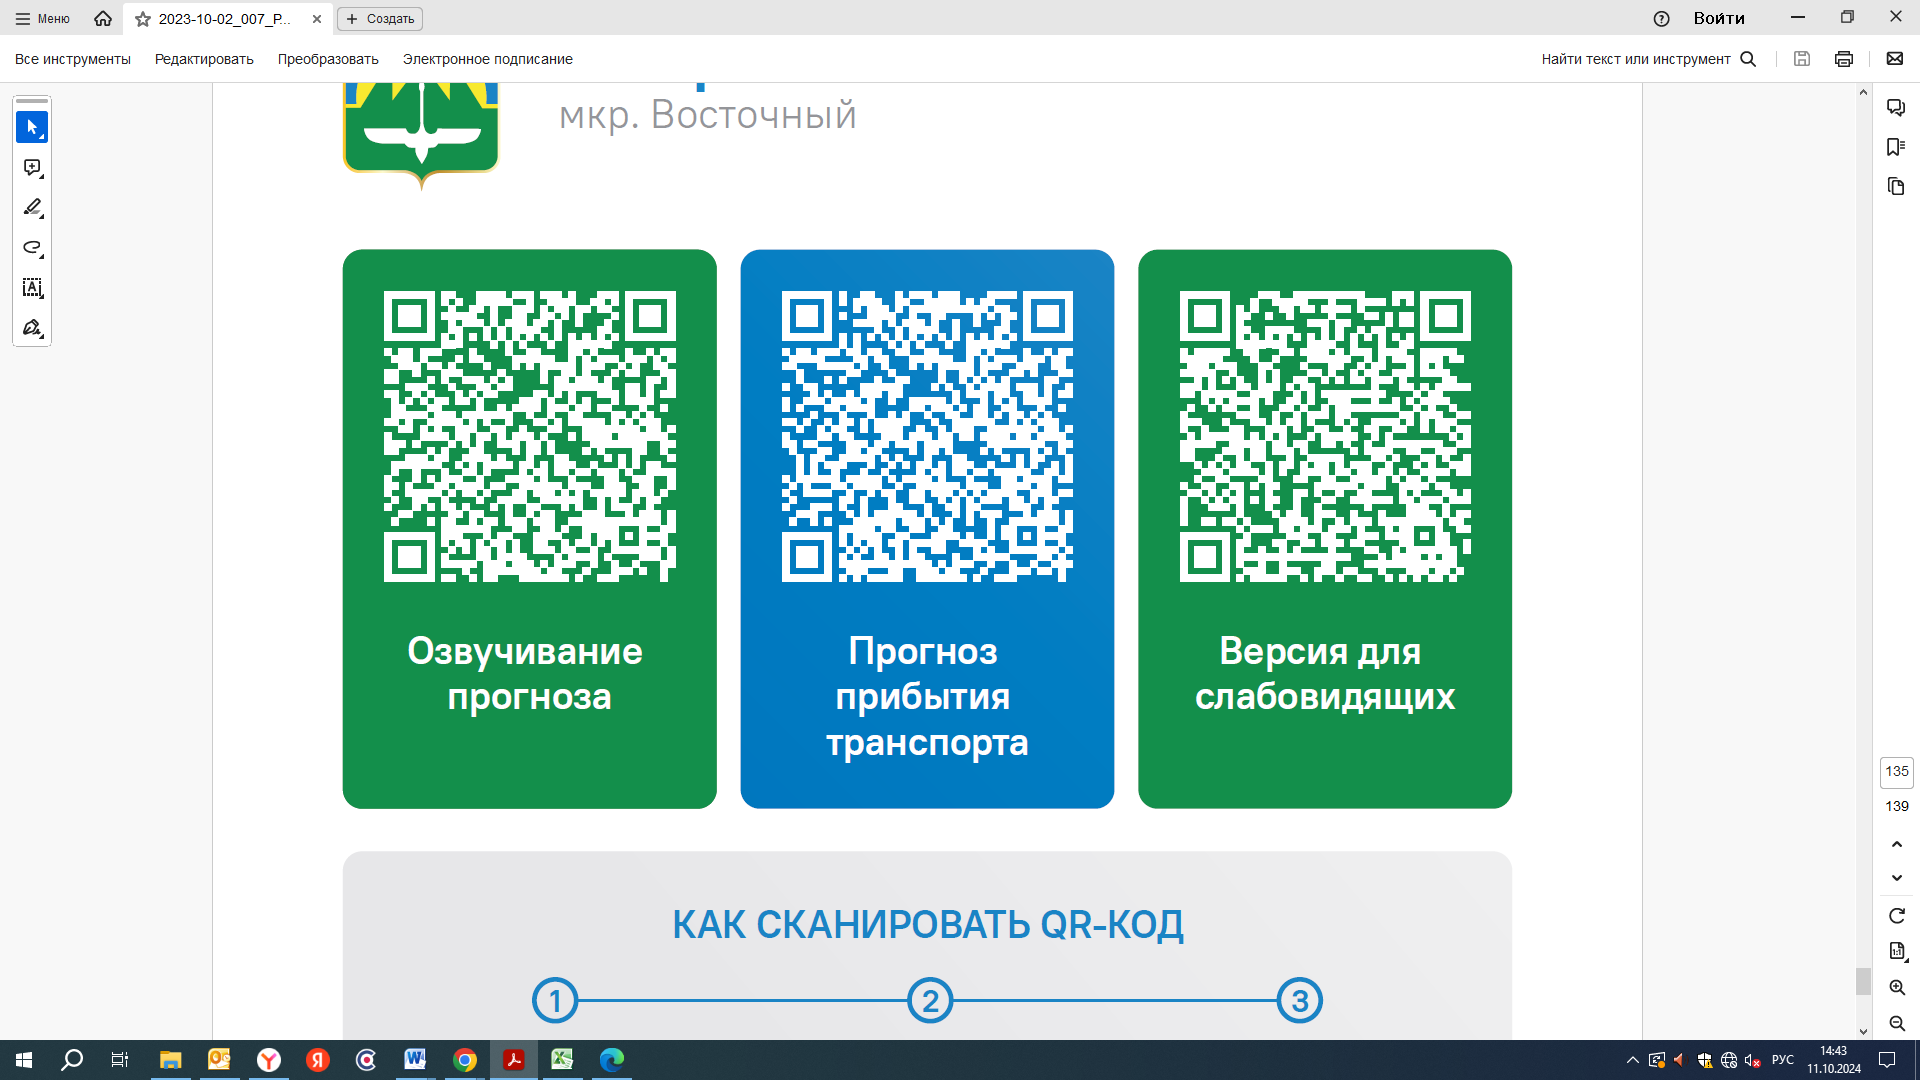 Меню
2023-10-02_007_P...
Создать
Войти
Все инструменты
Редактировать
Преобразовать
Электронное подписание
Найти текст или инструмент
мкр. Восточный
Озвучивание
прогноза
Прогноз
прибытия
транспорта
Версия для
слабовидящих
135
139
КАК СКАНИРОВАТЬ QR-КОД
1
2
3
РУС
14:43
11.10.2024